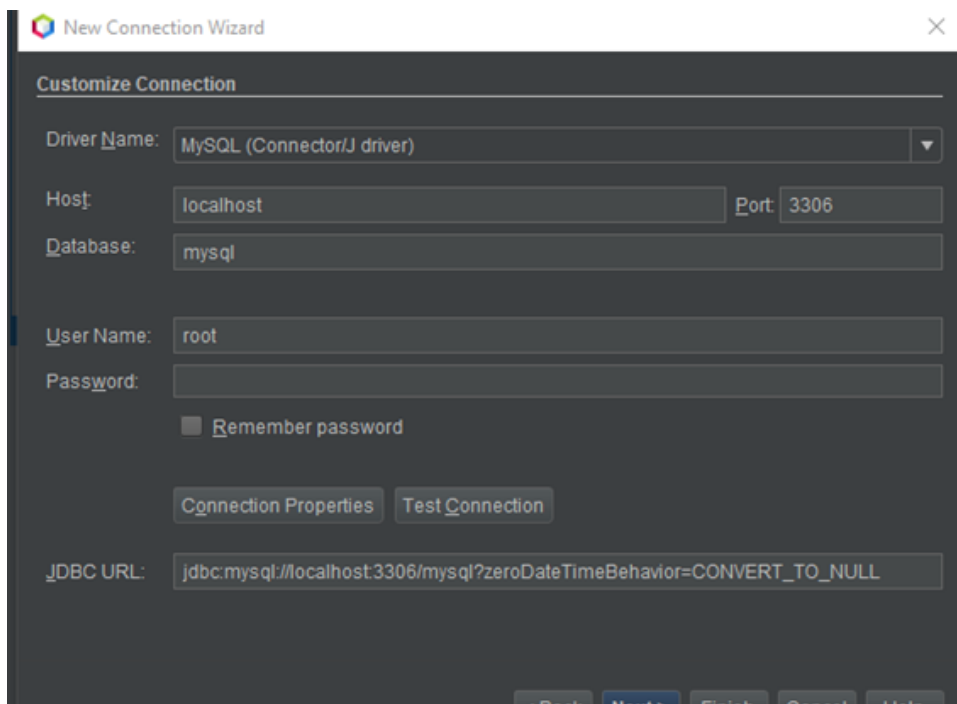 New Connection Wizard
Customize Connection
Driver Name: MySQL (Connector/J driver)
Host: localhost Port: 3306
Database: mysql
User Name: root
Password:
Remember password
Connection Properties Test Connection
JDBC URL: jdbc:mysql://localhost:3306/mysql?zeroDateTimeBehavior=CONVERT_TO_NULL